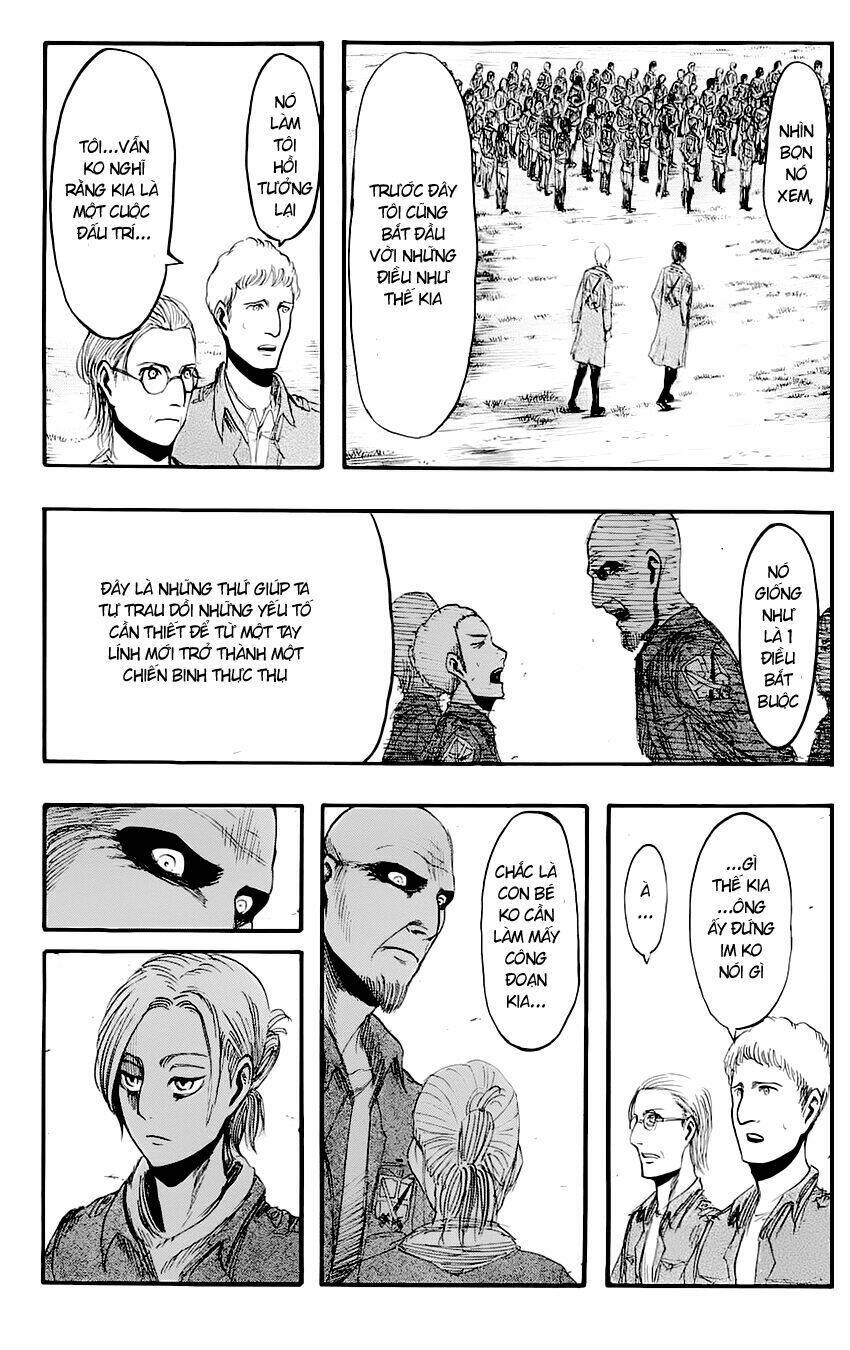 NHÌN
BỌN
NÓ
XEM,
TRƯỚC ĐÂY
TÔI CŨNG
BẮT ĐẦU
VỚI NHỮNG
ĐIỀU NHƯ
THẾ KIA
NÓ
LÀM
TÔI
HỒI
TƯỞNG
LẠI
TÔI...VẪN
KO NGHĨ
RẰNG KIA LÀ
MỘT CUỘC
ĐẤU TRÍ...
NÓ
GIỐNG
NHƯ
LÀ 1
ĐIỀU
BẮT
BUỘC
ĐÂY LÀ NHỮNG THỨ GIÚP TA
TỰ TRAU DỒI NHỮNG YẾU TỐ
CẦN THIẾT ĐỂ TỪ MỘT TAY
LÍNH MỚI TRỞ THÀNH MỘT
CHIẾN BINH THỰC THỤ
...GÌ
THẾ KIA
...ÔNG
ẤY ĐỨNG
IM KO
NÓI GÌ
À
...
CHẮC LÀ
CON BÉ
KO CẦN
LÀM MẤY
CÔNG
ĐOẠN
KIA...